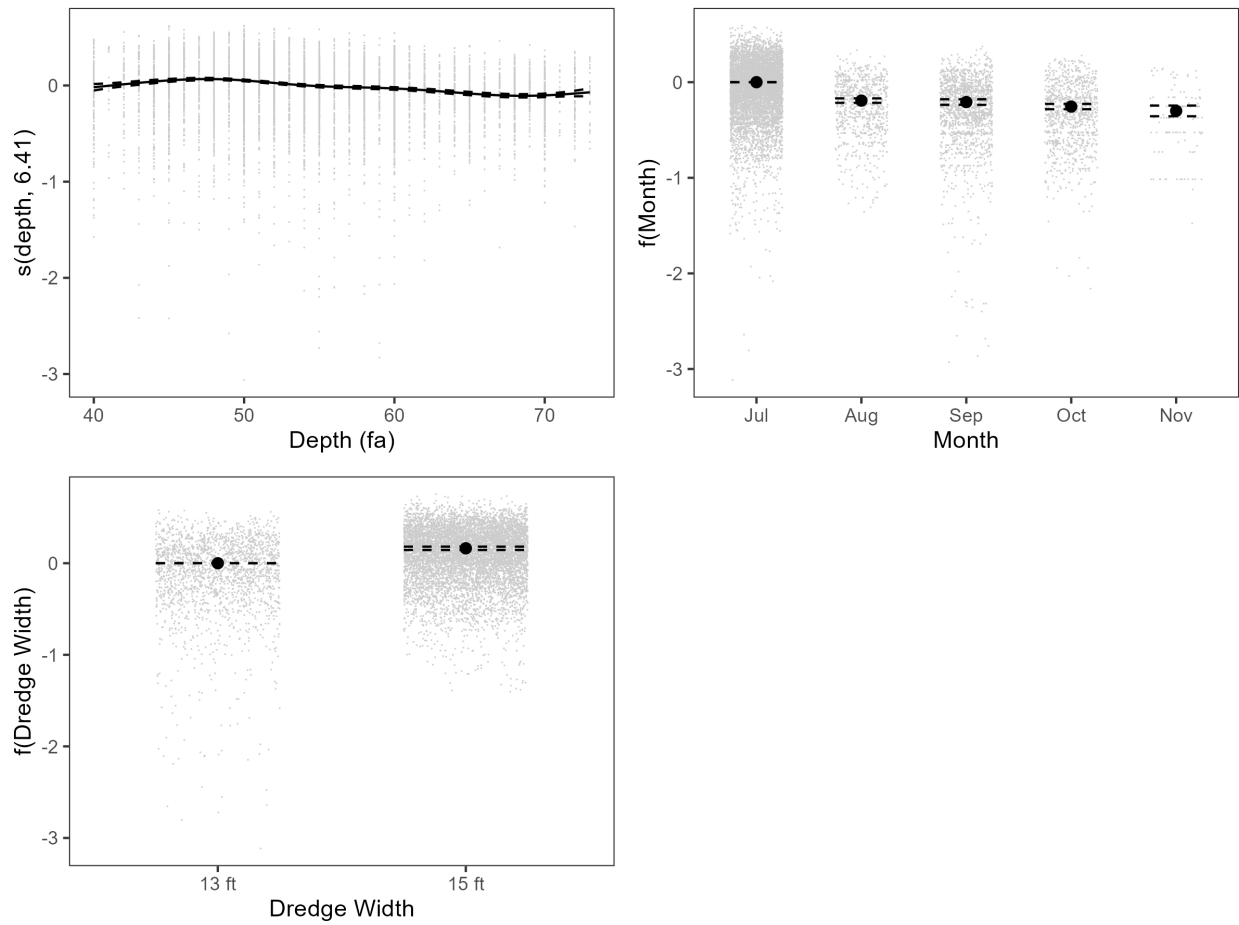 s(depth, 6.41)
0
-1
-2
-3
40 50 60 70
Depth (fa)
f(Month)
0
-1
-2
-3
Jul Aug Sep Oct Nov
Month
f(Dredge Width)
0
-1
-2
-3
13 ft 15 ft
Dredge Width